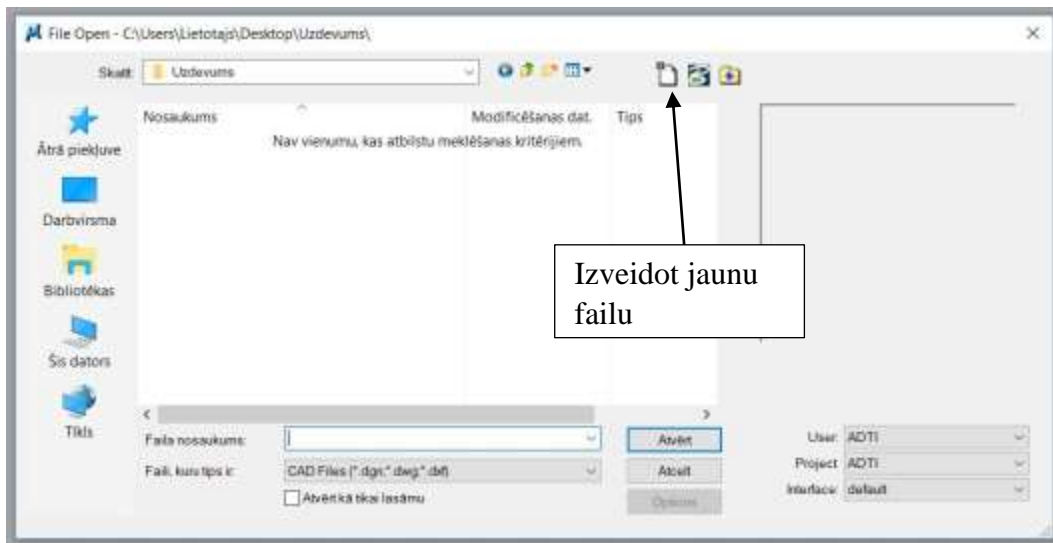 File Open - C:\Users\Lietotajs\Desktop\Uzdevums\
Skatīt: Uzdevums
Nosaukums Modificēšanas dat. Tips
Nav vienumu, kas atbilstu meklēšanas kritērijiem.
Ātrā piekļuve
Darbvirsma
Bibliotēkas
Šis dators
Tīkls
Izveidot jaunu
failu
Faila nosaukums: Atvērt
Faili, kuru tips ir: CAD Files (*.dgn;*.dwg;*.dxf) Atcelt
Atvērt kā tikai lasāmu Options
User: ADTI
Project: ADTI
Interface: default